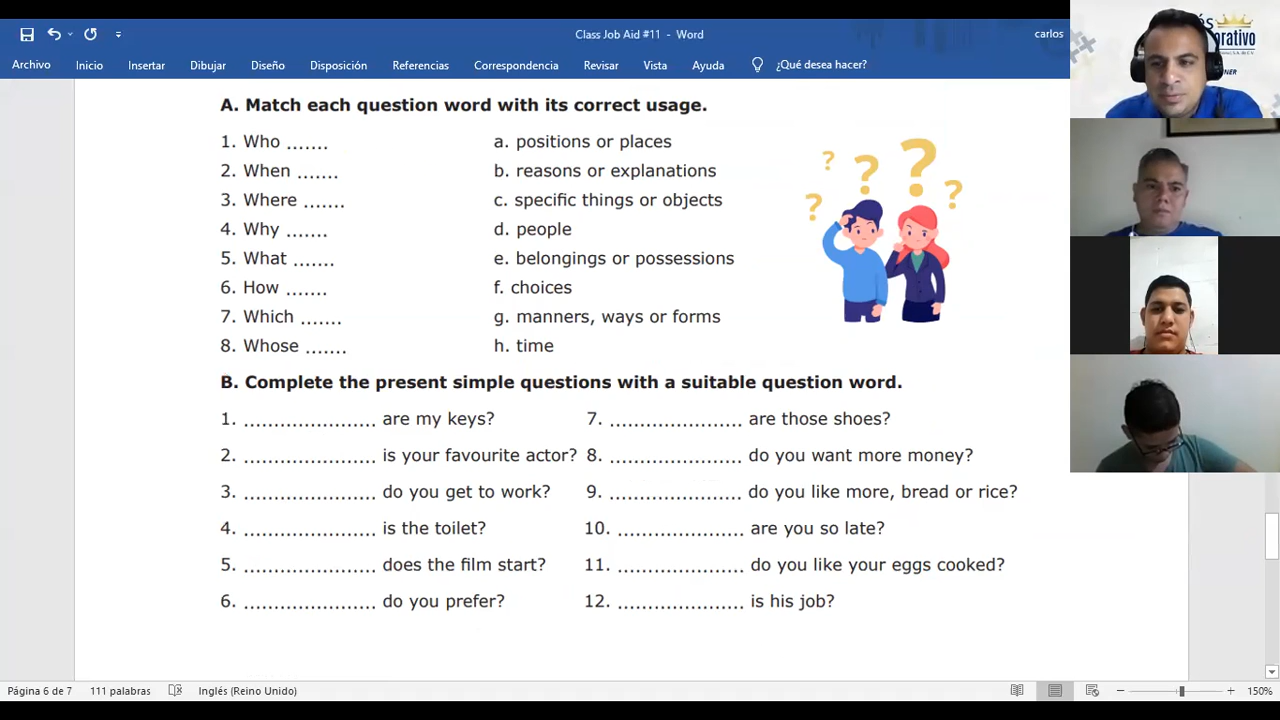 Class Job Aid #11 - Word
carlos
Archivo Inicio Insertar Dibujar Diseño Disposición Referencias Correspondencia Revisar Vista Ayuda ¿Qué desea hacer?
A. Match each question word with its correct usage.
1. Who ....... a. positions or places
2. When ....... b. reasons or explanations
3. Where ....... c. specific things or objects
4. Why ....... d. people
5. What ....... e. belongings or possessions
6. How ....... f. choices
7. Which ....... g. manners, ways or forms
8. Whose ....... h. time
? ? ? ? ?
B. Complete the present simple questions with a suitable question word.
1. ...................... are my keys? 7. ...................... are those shoes?
2. ...................... is your favourite actor? 8. ...................... do you want more money?
3. ...................... do you get to work? 9. ...................... do you like more, bread or rice?
4. ...................... is the toilet? 10. ..................... are you so late?
5. ...................... does the film start? 11. ...................... do you like your eggs cooked?
6. ...................... do you prefer? 12. ..................... is his job?
Página 6 de 7 111 palabras Inglés (Reino Unido) 150%